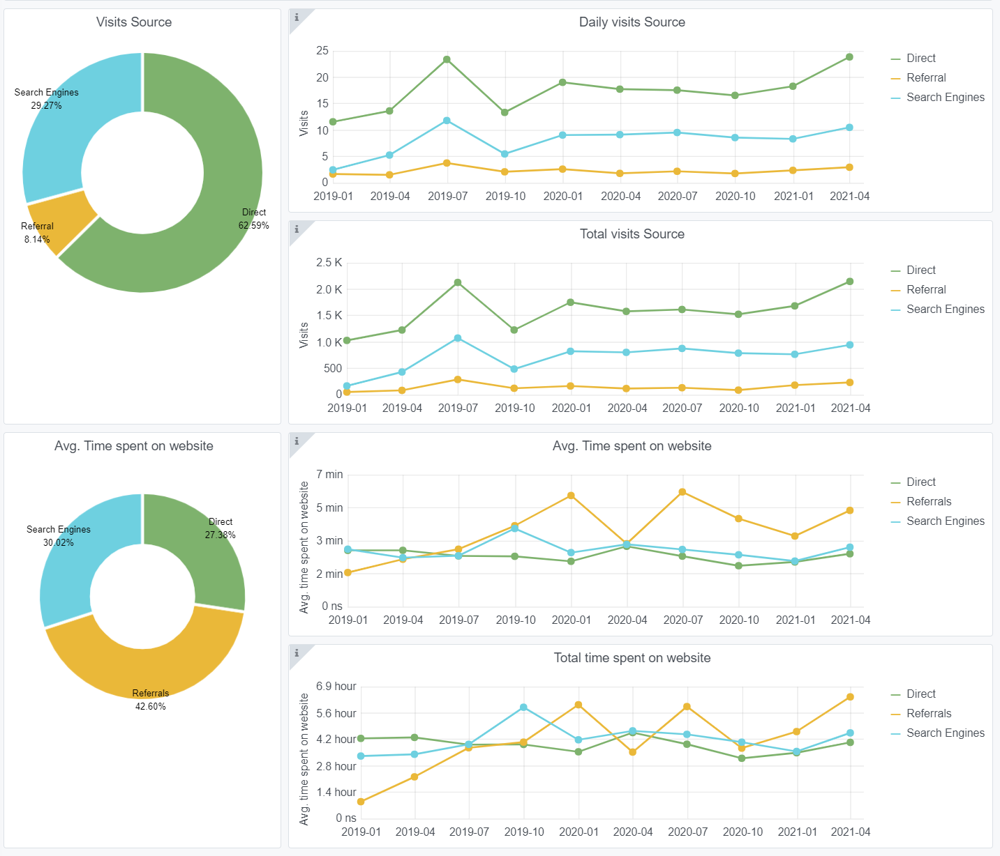 Visits Source
Search Engines
29.27%
Direct
62.59%
Referral
8.14%
i
Daily visits Source
Visits
25
20
15
10
5
0
2019-01 2019-04 2019-07 2019-10 2020-01 2020-04 2020-07 2020-10 2021-01 2021-04
Direct
Referral
Search Engines
i
Total visits Source
Visits
2.5 K
2.0 K
1.5 K
1.0 K
500
0
2019-01 2019-04 2019-07 2019-10 2020-01 2020-04 2020-07 2020-10 2021-01 2021-04
Direct
Referral
Search Engines
Avg. Time spent on website
Direct
27.38%
Search Engines
30.02%
Referrals
42.60%
i
Avg. Time spent on website
Avg. time spent on website
7 min
5 min
3 min
2 min
0 ns
2019-01 2019-04 2019-07 2019-10 2020-01 2020-04 2020-07 2020-10 2021-01 2021-04
Direct
Referrals
Search Engines
i
Total time spent on website
Avg. time spent on website
6.9 hour
5.6 hour
4.2 hour
2.8 hour
1.4 hour
0 ns
2019-01 2019-04 2019-07 2019-10 2020-01 2020-04 2020-07 2020-10 2021-01 2021-04
Direct
Referrals
Search Engines